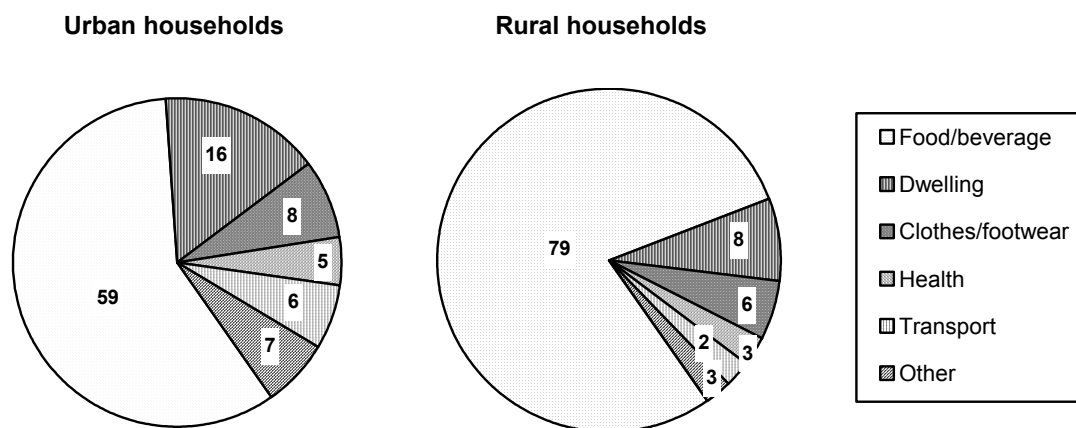 Urban households
Rural households
16
8
5
6
7
59
79
8
6
3
2
3
Food/beverage
Dwelling
Clothes/footwear
Health
Transport
Other